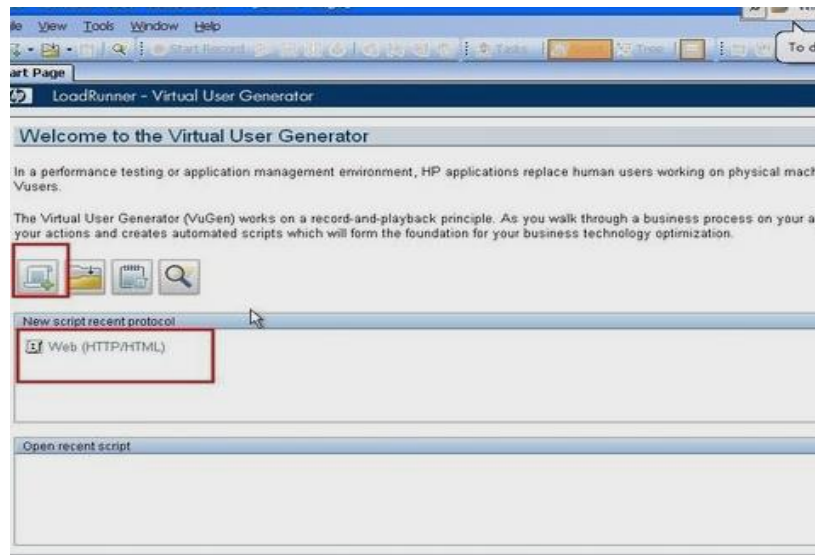 View Tools Window Help
Start Record Tasks Tree
To d
art Page
hp LoadRunner - Virtual User Generator
Welcome to the Virtual User Generator
In a performance testing or application management environment, HP applications replace human users working on physical mach
Vusers.
The Virtual User Generator (VuGen) works on a record-and-playback principle. As you walk through a business process on your a
your actions and creates automated scripts which will form the foundation for your business technology optimization.
New script recent protocol
Web (HTTP/HTML)
Open recent script